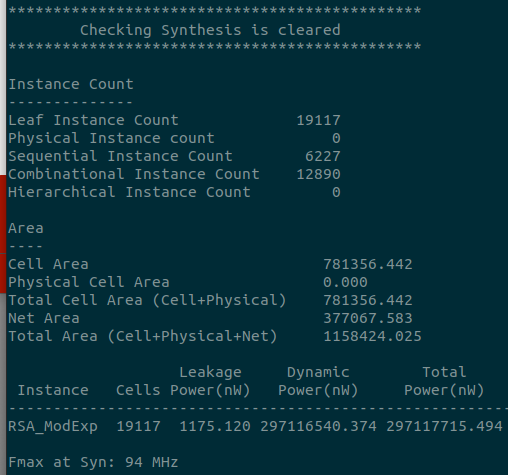 **********************************************
Checking Synthesis is cleared
**********************************************
Instance Count
--------------
Leaf Instance Count 19117
Physical Instance count 0
Sequential Instance Count 6227
Combinational Instance Count 12890
Hierarchical Instance Count 0
Area
----
Cell Area 781356.442
Physical Cell Area 0.000
Total Cell Area (Cell+Physical) 781356.442
Net Area 377067.583
Total Area (Cell+Physical+Net) 1158424.025
Leakage Dynamic Total
Instance Cells Power(nW) Power(nW) Power(nW)
--------------------------------------------------------
RSA_ModExp 19117 1175.120 297116540.374 297117715.494
Fmax at Syn: 94 MHz